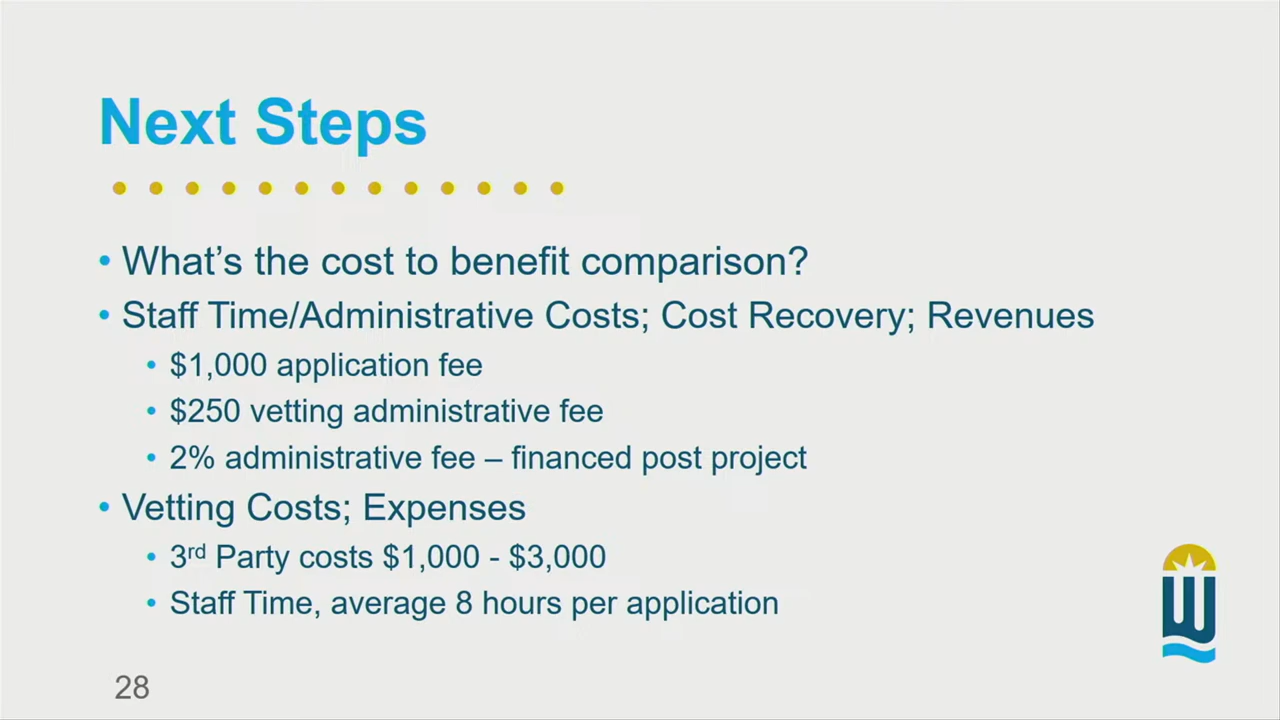 Next Steps
• What’s the cost to benefit comparison?
• Staff Time/Administrative Costs; Cost Recovery; Revenues
• $1,000 application fee
• $250 vetting administrative fee
• 2% administrative fee – financed post project
• Vetting Costs; Expenses
• 3rd Party costs $1,000 - $3,000
• Staff Time, average 8 hours per application
W
28